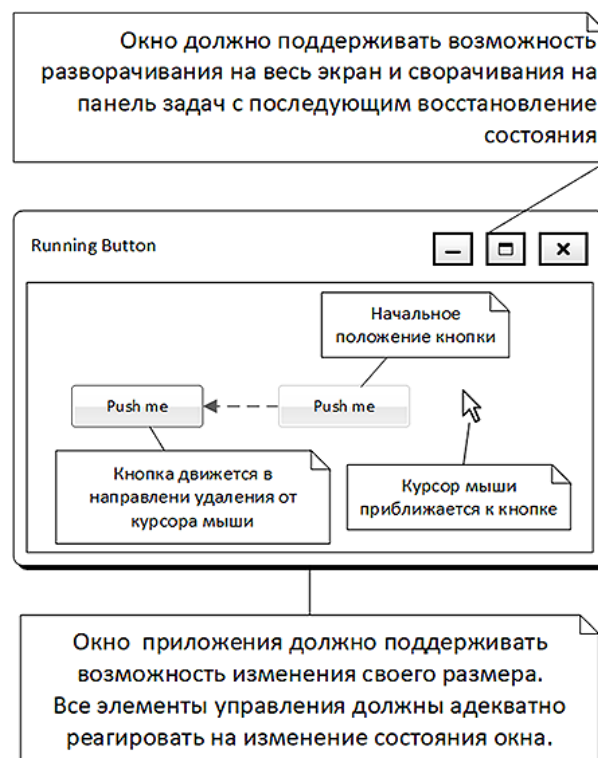 Окно должно поддерживать возможность
разворачивания на весь экран и сворачивания на
панель задач с последующим восстановление
состояния
Running Button
Начальное
положение кнопки
Push me
Push me
Кнопка движется в
направлени удаления от
курсора мыши
Курсор мыши
приближается к кнопке
Окно приложения должно поддерживать
возможность изменения своего размера.
Все элементы управления должны адекватно
реагировать на изменение состояния окна.